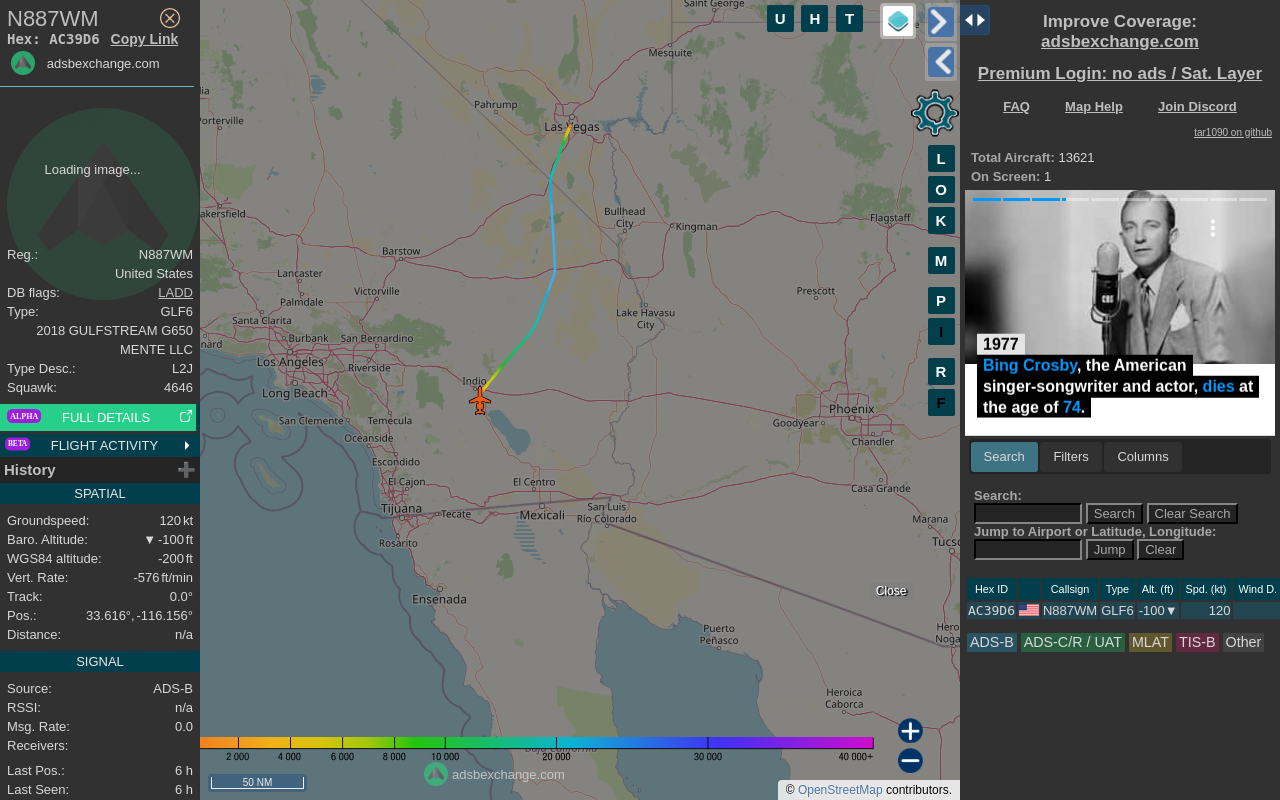 N887WM
Hex: AC39D6 Copy Link
adsbexchange.com
Loading image...
Reg.: N887WM
United States
DB flags: LADD
Type: GLF6
2018 GULFSTREAM G650
MENTE LLC
Type Desc.: L2J
Squawk: 4646
ALPHA FULL DETAILS
BETA FLIGHT ACTIVITY
History
SPATIAL
Groundspeed: 120 kt
Baro. Altitude: ▼ -100 ft
WGS84 altitude: -200 ft
Vert. Rate: -576 ft/min
Track: 0.0°
Pos.: 33.616°, -116.156°
Distance: n/a
SIGNAL
Source: ADS-B
RSSI: n/a
Msg. Rate: 0.0
Receivers:
Last Pos.: 6 h
Last Seen: 6 h
Saint George
Mesquite
Pahrump
Las Vegas
Porterville
akersfield
Bullhead
City
Kingman
Flagstaff
Barstow
Lancaster
Victorville
Palmdale
Prescott
Santa Clarita
Lake Havasu
City
nard
Burbank
San Bernardino
Los Angeles
Riverside
Indio
Long Beach
Phoenix
San Clemente
Temecula
Goodyear
Oceanside
Chandler
Escondido
El Cajon
El Centro
Casa Grande
Tijuana
Tecate
Mexicali
San Luis
Río Colorado
Marana
Rosarito
Tucso
Ensenada
Close
Puerto
Peñasco
Hero
Noga
Heroica
Caborca
Baja California
U H T
L
O
K
M
P
I
R
F
2 000 4 000 6 000 8 000 10 000 20 000 30 000 40 000+
adsbexchange.com
50 NM
© OpenStreetMap contributors.
Improve Coverage:
adsbexchange.com
Premium Login: no ads / Sat. Layer
FAQ Map Help Join Discord
tar1090 on github
Total Aircraft: 13621
On Screen: 1
CBS
1977
Bing Crosby, the American
singer-songwriter and actor, dies at
the age of 74.
Search Filters Columns
Search:
Search Clear Search
Jump to Airport or Latitude, Longitude:
Jump Clear
Hex ID Callsign Type Alt. (ft) Spd. (kt) Wind D.
AC39D6 N887WM GLF6 -100▼ 120
ADS-B ADS-C/R / UAT MLAT TIS-B Other